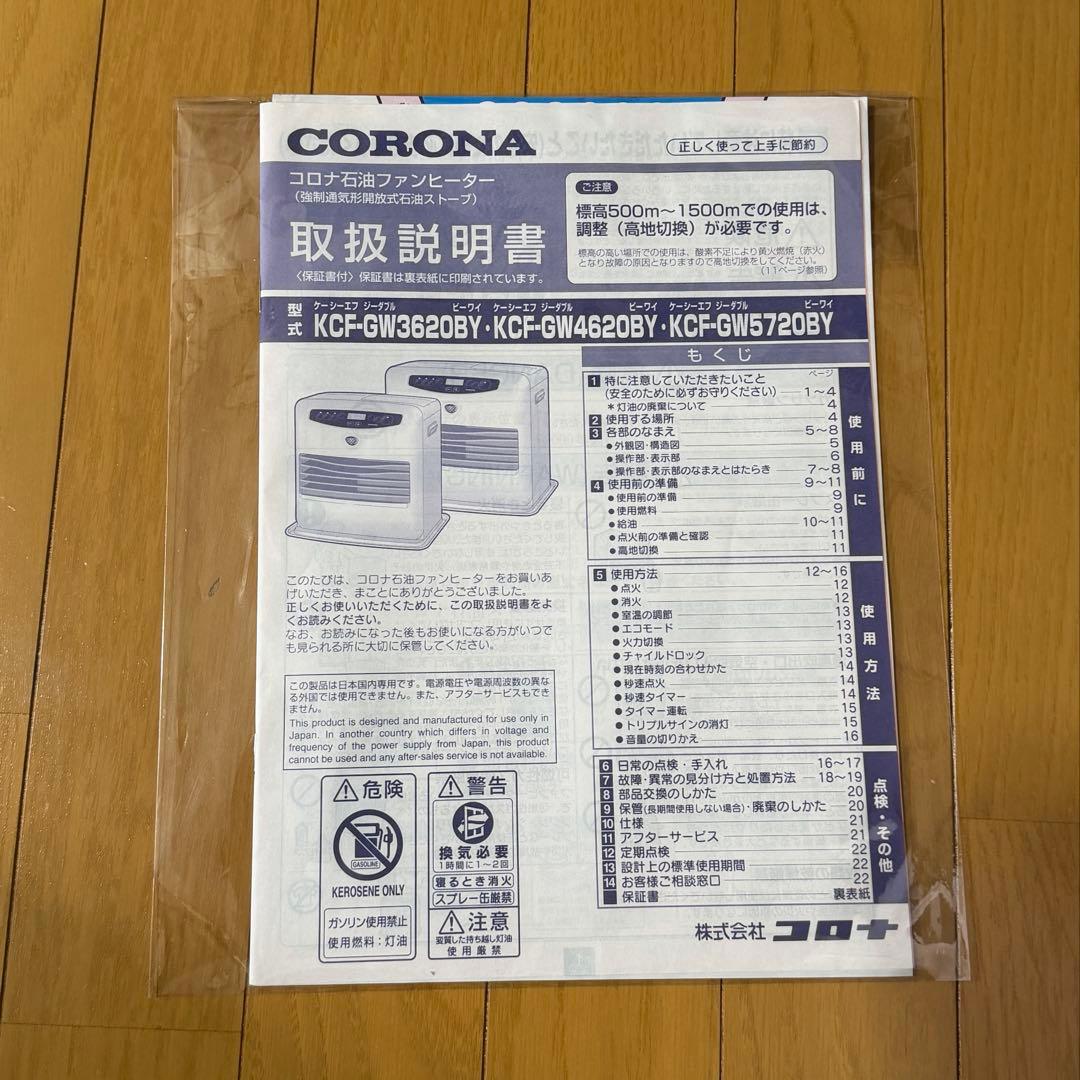 CORONA
正しく使って上手に節約
コロナ石油ファンヒーター
（強制通気形開放式石油ストーブ）
取扱説明書
〈保証書付〉保証書は裏表紙に印刷されています。
ご注意
標高500m〜1500mでの使用は、
調整（高地切換）が必要です。
標高の高い場所での使用は、酸素不足により黄火燃焼（赤火）
となり故障の原因となりますので高地切換をしてください。
（11ページ参照）
型式
ケーシーエフ ジーダブル ビーワイ ケーシーエフ ジーダブル ビーワイ ケーシーエフ ジーダブル ビーワイ
KCF-GW3620BY・KCF-GW4620BY・KCF-GW5720BY
もくじ
ページ
1 特に注意していただきたいこと
（安全のために必ずお守りください） 1〜4
＊灯油の廃棄について 4
2 使用する場所 4
3 各部のなまえ 5〜8
●外観図・構造図 5
●操作部・表示部 6
●操作部・表示部のなまえとはたらき 7〜8
4 使用前の準備 9〜11
●使用前の準備 9
●使用燃料 9
●給油 10〜11
●点火前の準備と確認 11
●高地切換 11
使用前に
5 使用方法 12〜16
●点火 12
●消火 12
●室温の調節 13
●エコモード 13
●火力切換 13
●チャイルドロック 13
●現在時刻の合わせかた 14
●秒速点火 14
●秒速タイマー 14
●タイマー運転 15
●トリプルサインの消灯 15
●音量の切りかえ 16
使用方法
6 日常の点検・手入れ 16〜17
7 故障・異常の見分け方と処置方法 18〜19
8 部品交換のしかた 20
9 保管(長期間使用しない場合)・廃棄のしかた 20
10 仕様 21
11 アフターサービス 21
12 定期点検 22
13 設計上の標準使用期間 22
14 お客様ご相談窓口 22
保証書 裏表紙
点検・その他
このたびは、コロナ石油ファンヒーターをお買いあ
げいただき、まことにありがとうございました。
正しくお使いいただくために、この取扱説明書をよ
くお読みください。
なお、お読みになった後もお使いになる方がいつで
も見られる所に大切に保管してください。
この製品は日本国内専用です。電源電圧や電源周波数の異な
る外国では使用できません。また、アフターサービスもでき
ません。
This product is designed and manufactured for use only in
Japan. In another country which differs in voltage and
frequency of the power supply from Japan, this product
cannot be used and any after-sales service is not available.
危険
GASOLINE
KEROSENE ONLY
ガソリン使用禁止
使用燃料：灯油
警告
換気必要
1時間に1〜2回
寝るとき消火
スプレー缶厳禁
注意
変質した持ち越し灯油
使用厳禁
株式会社 コロナ